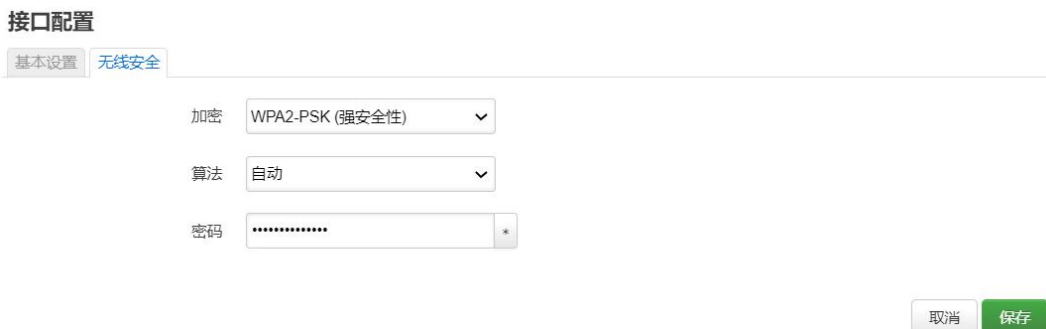 接口配置
基本设置 无线安全
加密 WPA2-PSK (强安全性)
算法 自动
密码 •••••••••••••• *
取消 保存